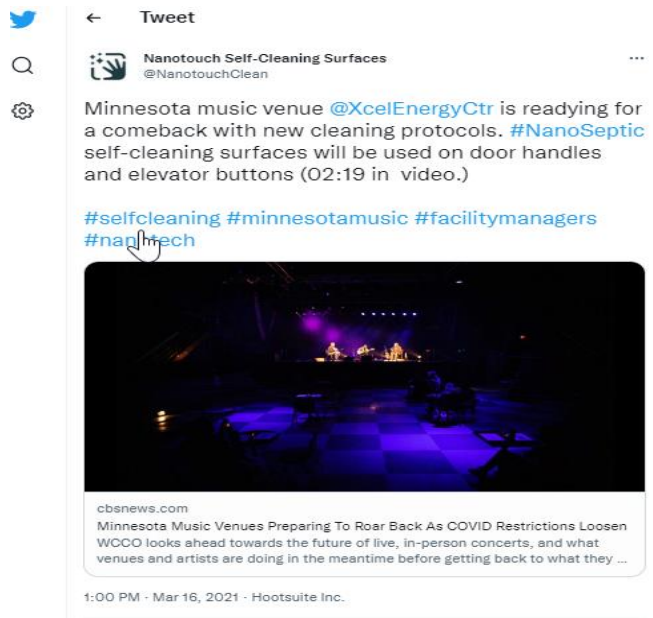 Tweet
Nanotouch Self-Cleaning Surfaces
@NanotouchClean
Minnesota music venue @XcelEnergyCtr is readying for
a comeback with new cleaning protocols. #NanoSeptic
self-cleaning surfaces will be used on door handles
and elevator buttons (02:19 in video.)
#selfcleaning #minnesotamusic #facilitymanagers
cbsnews.com
Minnesota Music Venues Preparing To Roar Back As COVID Restrictions Loosen
WCCO looks ahead towards the future of live, in-person concerts, and what
venues and artists are doing in the meantime before getting back to what they ...
1:00 PM · Mar 16, 2021 · Hootsuite Inc.